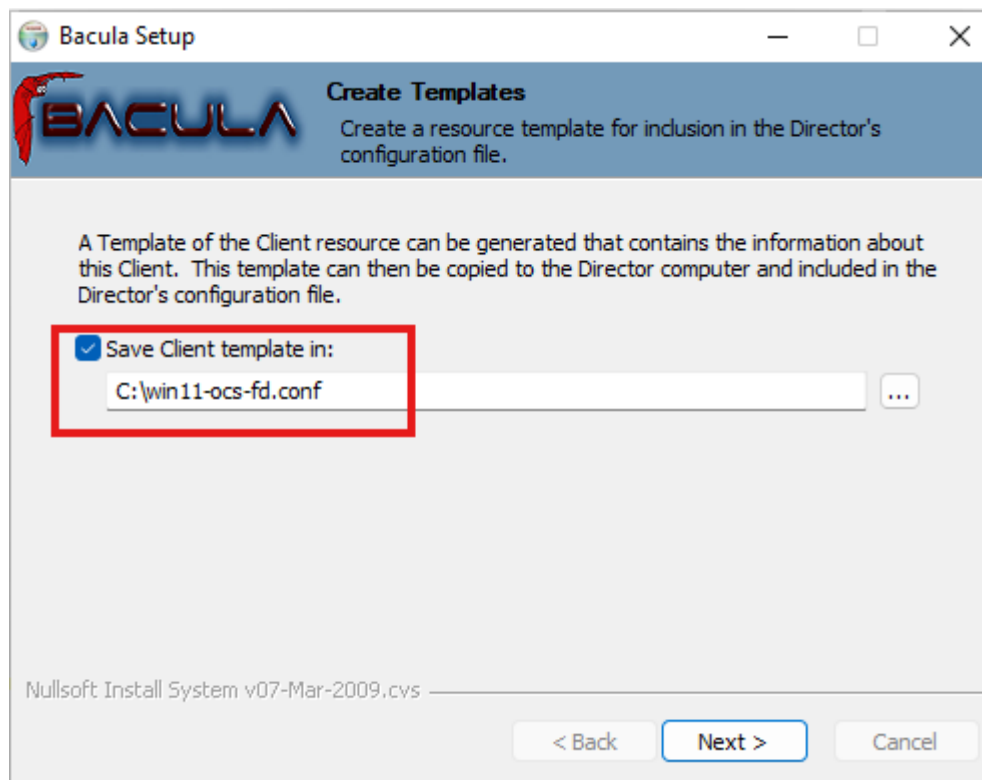 Bacula Setup
BACULA
Create Templates
Create a resource template for inclusion in the Director's
configuration file.
A Template of the Client resource can be generated that contains the information about
this Client.  This template can then be copied to the Director computer and included in the
Director's configuration file.
Save Client template in:
C:\win11-ocs-fd.conf
...
Nullsoft Install System v07-Mar-2009.cvs
< Back
Next >
Cancel